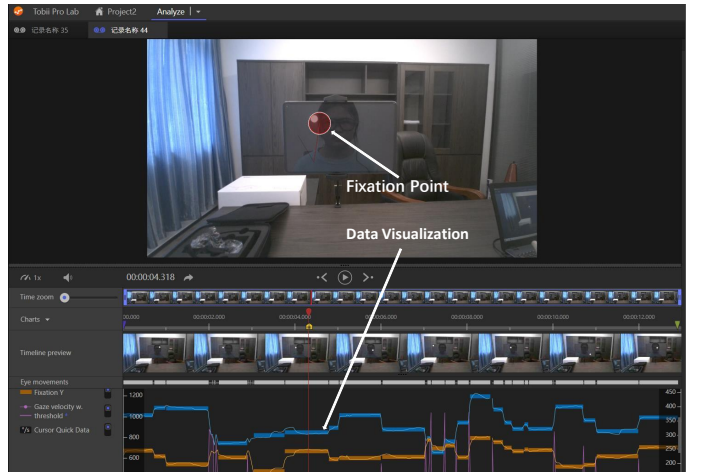 Tobii Pro Lab Project2 Analyze
记录名称 35 记录名称 44
Fixation Point
Data Visualization
1x 00:00:04.318
Time zoom
Charts 00,000 00:00:02,000 00:00:04,000 00:00:06,000 00:00:08,000 00:00:10,000 00:00:12,000
Timeline preview
Eye movements
Fixation Y
Gaze velocity w.
threshold
Cursor Quick Data
1200
1000
800
600
450
400
350
300
250
200